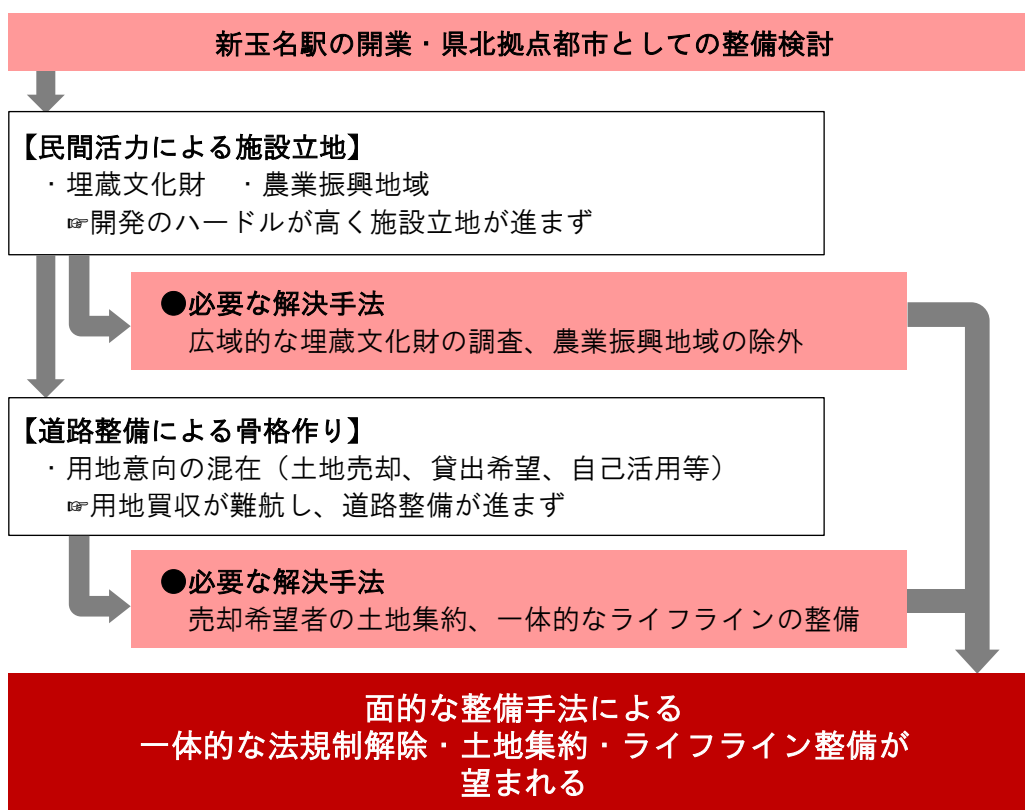 新玉名駅の開業・県北拠点都市としての整備検討
【民間活力による施設立地】
・埋蔵文化財　・農業振興地域
☞開発のハードルが高く施設立地が進まず
●必要な解決手法
広域的な埋蔵文化財の調査、農業振興地域の除外
【道路整備による骨格作り】
・用地意向の混在（土地売却、貸出希望、自己活用等）
☞用地買収が難航し、道路整備が進まず
●必要な解決手法
売却希望者の土地集約、一体的なライフラインの整備
面的な整備手法による
一体的な法規制解除・土地集約・ライフライン整備が
望まれる